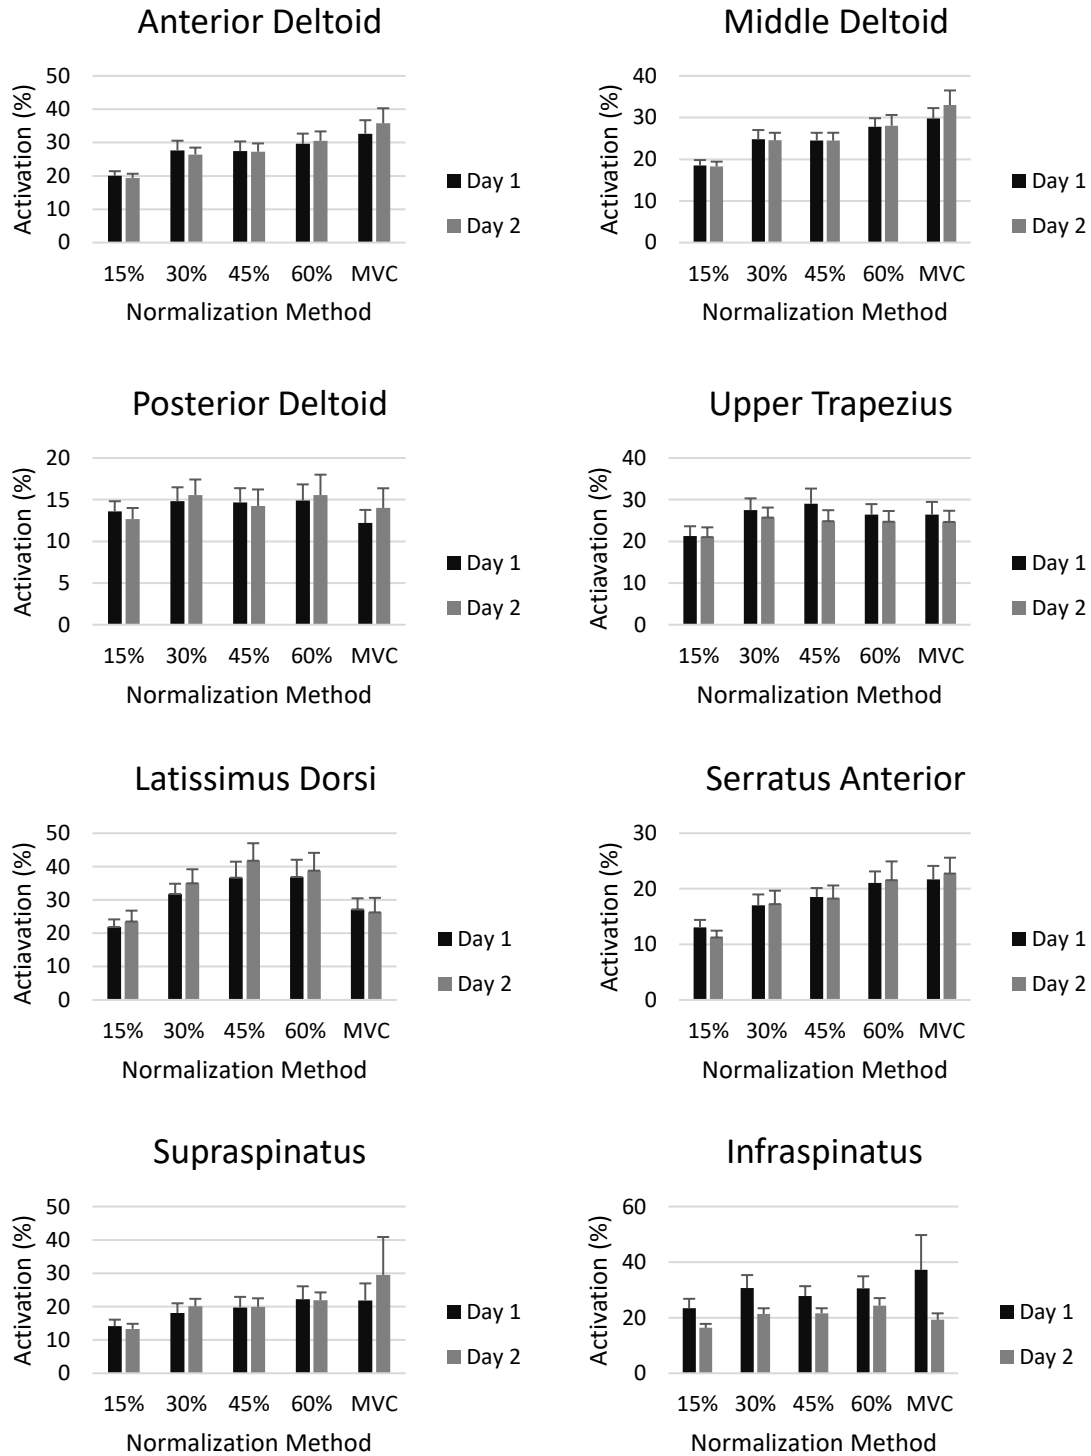 Anterior Deltoid
Activation (%)
50
40
30
20
10
0
15% 30% 45% 60% MVC
Normalization Method
Day 1
Day 2
Middle Deltoid
Activation (%)
40
30
20
10
0
15% 30% 45% 60% MVC
Normalization Method
Day 1
Day 2
Posterior Deltoid
Activation (%)
20
15
10
5
0
15% 30% 45% 60% MVC
Normalization Method
Day 1
Day 2
Upper Trapezius
Actiavation (%)
40
30
20
10
0
15% 30% 45% 60% MVC
Normalization Method
Day 1
Day 2
Latissimus Dorsi
Actiavation (%)
50
40
30
20
10
0
15% 30% 45% 60% MVC
Normalization Method
Day 1
Day 2
Serratus Anterior
Activation (%)
30
20
10
0
15% 30% 45% 60% MVC
Normalization Method
Day 1
Day 2
Supraspinatus
Activation (%)
50
40
30
20
10
0
15% 30% 45% 60% MVC
Normalization Method
Day 1
Day 2
Infraspinatus
Activation (%)
60
40
20
0
15% 30% 45% 60% MVC
Normalization Method
Day 1
Day 2